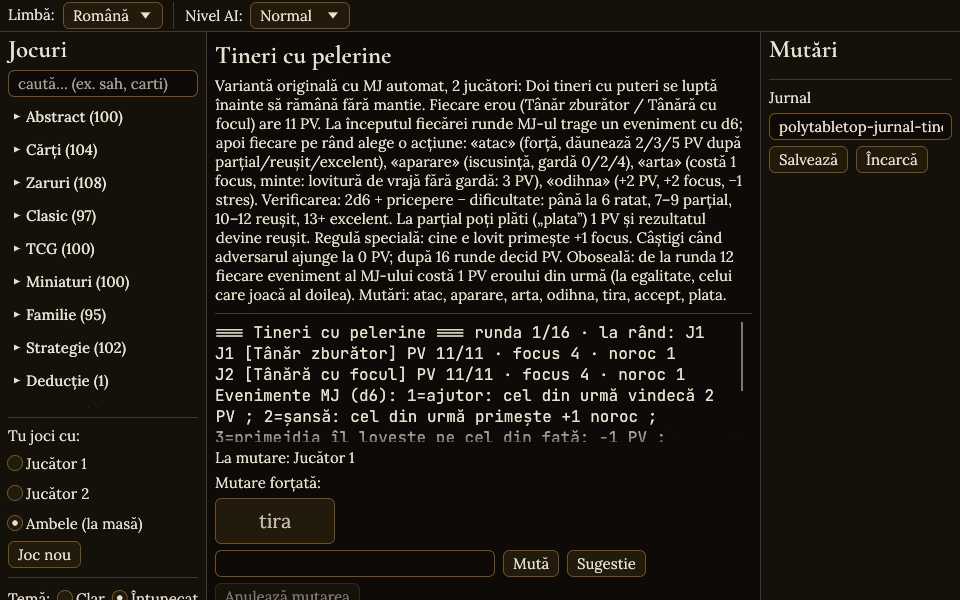 Limbă: Română ▼ Nivel AI: Normal ▼
Jocuri
caută... (ex. sah, carti)
▸ Abstract (100)
▸ Cărți (104)
▸ Zaruri (108)
▸ Clasic (97)
▸ TCG (100)
▸ Miniaturi (100)
▸ Familie (95)
▸ Strategie (102)
▸ Deducție (1)
Tu joci cu:
Jucător 1
Jucător 2
Ambele (la masă)
Joc nou
Temă: Clar Întunecat
Tineri cu pelerine
Variantă originală cu MJ automat, 2 jucători: Doi tineri cu puteri se luptă
înainte să rămână fără mantie. Fiecare erou (Tânăr zburător / Tânără cu
focul) are 11 PV. La începutul fiecărei runde MJ-ul trage un eveniment cu d6;
apoi fiecare pe rând alege o acțiune: «atac» (forță, dăunează 2/3/5 PV după
parțial/reușit/excelent), «aparare» (iscusință, gardă 0/2/4), «arta» (costă 1
focus, minte: lovitură de vrajă fără gardă: 3 PV), «odihna» (+2 PV, +2 focus, −1
stres). Verificarea: 2d6 + pricepere − dificultate: până la 6 ratat, 7–9 parțial,
10–12 reușit, 13+ excelent. La parțial poți plăti („plata”) 1 PV și rezultatul
devine reușit. Regulă specială: cine e lovit primește +1 focus. Câștigi când
adversarul ajunge la 0 PV; după 16 runde decid PV. Oboseală: de la runda 12
fiecare eveniment al MJ-ului costă 1 PV eroului din urmă (la egalitate, celui
care joacă al doilea). Mutări: atac, aparare, arta, odihna, tira, accept, plata.
═══ Tineri cu pelerine ═══ runda 1/16 · la rând: J1
J1 [Tânăr zburător] PV 11/11 · focus 4 · noroc 1
J2 [Tânără cu focul] PV 11/11 · focus 4 · noroc 1
Evenimente MJ (d6): 1=ajutor: cel din urmă vindecă 2
PV ; 2=șansă: cel din urmă primește +1 noroc ;
3=primejdia îl lovește pe cel din față: -1 PV ;
La mutare: Jucător 1
Mutare forțată:
tira
Mută Sugestie
Anulează mutarea
Mutări
Jurnal
polytabletop-jurnal-tine
Salvează Încarcă